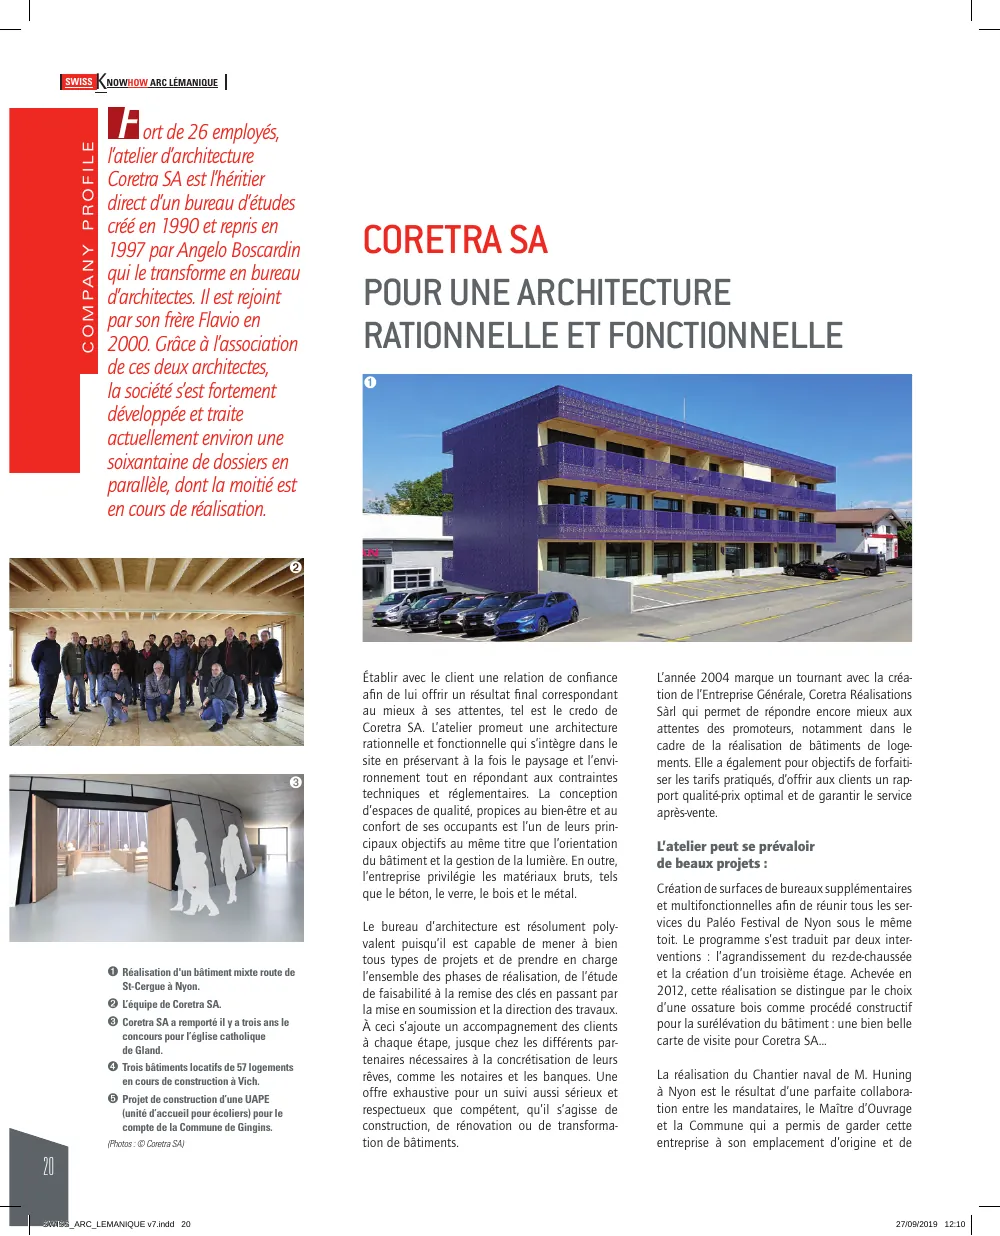 SWISS KNOWHOW ARC LÉMANIQUE
COMPANY PROFILE
Fort de 26 employés,
l'atelier d'architecture
Coretra SA est l'héritier
direct d'un bureau d'études
créé en 1990 et repris en
1997 par Angelo Boscardin
qui le transforme en bureau
d'architectes. Il est rejoint
par son frère Flavio en
2000. Grâce à l'association
de ces deux architectes,
la société s'est fortement
développée et traite
actuellement environ une
soixantaine de dossiers en
parallèle, dont la moitié est
en cours de réalisation.
CORETRA SA
POUR UNE ARCHITECTURE
RATIONNELLE ET FONCTIONNELLE
❶
❷
❸
❶ Réalisation d'un bâtiment mixte route de
St-Cergue à Nyon.
❷ L'équipe de Coretra SA.
❸ Coretra SA a remporté il y a trois ans le
concours pour l'église catholique
de Gland.
❹ Trois bâtiments locatifs de 57 logements
en cours de construction à Vich.
❺ Projet de construction d'une UAPE
(unité d'accueil pour écoliers) pour le
compte de la Commune de Gingins.
(Photos : © Coretra SA)
Établir avec le client une relation de confiance
afin de lui offrir un résultat final correspondant
au mieux à ses attentes, tel est le credo de
Coretra SA. L'atelier promeut une architecture
rationnelle et fonctionnelle qui s'intègre dans le
site en préservant à la fois le paysage et l'envi-
ronnement tout en répondant aux contraintes
techniques et réglementaires. La conception
d'espaces de qualité, propices au bien-être et au
confort de ses occupants est l'un de leurs prin-
cipaux objectifs au même titre que l'orientation
du bâtiment et la gestion de la lumière. En outre,
l'entreprise privilégie les matériaux bruts, tels
que le béton, le verre, le bois et le métal.
Le bureau d'architecture est résolument poly-
valent puisqu'il est capable de mener à bien
tous types de projets et de prendre en charge
l'ensemble des phases de réalisation, de l'étude
de faisabilité à la remise des clés en passant par
la mise en soumission et la direction des travaux.
À ceci s'ajoute un accompagnement des clients
à chaque étape, jusque chez les différents par-
tenaires nécessaires à la concrétisation de leurs
rêves, comme les notaires et les banques. Une
offre exhaustive pour un suivi aussi sérieux et
respectueux que compétent, qu'il s'agisse de
construction, de rénovation ou de transforma-
tion de bâtiments.
L'année 2004 marque un tournant avec la créa-
tion de l'Entreprise Générale, Coretra Réalisations
Sàrl qui permet de répondre encore mieux aux
attentes des promoteurs, notamment dans le
cadre de la réalisation de bâtiments de loge-
ments. Elle a également pour objectifs de forfaiti-
ser les tarifs pratiqués, d'offrir aux clients un rap-
port qualité-prix optimal et de garantir le service
après-vente.
L'atelier peut se prévaloir
de beaux projets :
Création de surfaces de bureaux supplémentaires
et multifonctionnelles afin de réunir tous les ser-
vices du Paléo Festival de Nyon sous le même
toit. Le programme s'est traduit par deux inter-
ventions : l'agrandissement du rez-de-chaussée
et la création d'un troisième étage. Achevée en
2012, cette réalisation se distingue par le choix
d'une ossature bois comme procédé constructif
pour la surélévation du bâtiment : une bien belle
carte de visite pour Coretra SA...
La réalisation du Chantier naval de M. Huning
à Nyon est le résultat d'une parfaite collabora-
tion entre les mandataires, le Maître d'Ouvrage
et la Commune qui a permis de garder cette
entreprise à son emplacement d'origine et de
20
SWISS_ARC_LEMANIQUE v7.indd 20
27/09/2019 12:10